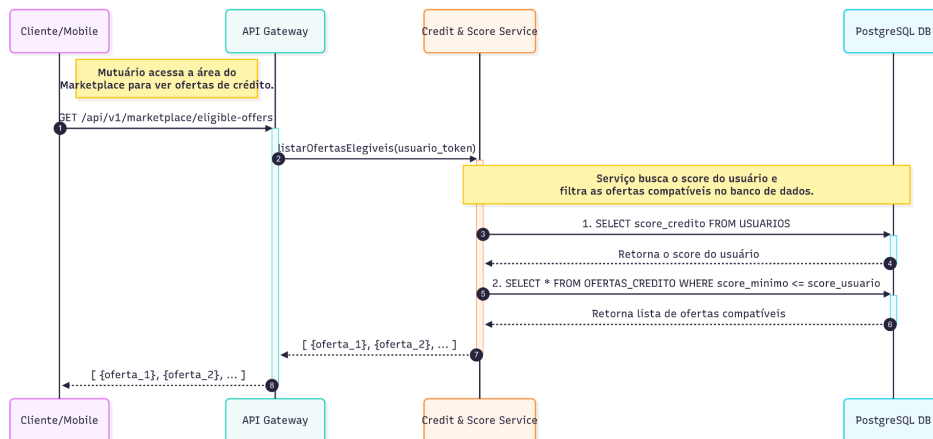 Cliente/Mobile
API Gateway
Credit & Score Service
PostgreSQL DB
Mutuário acessa a área do
Marketplace para ver ofertas de crédito.
GET /api/v1/marketplace/eligible-offers
1
listarOfertasElegiveis(usuario_token)
2
Serviço busca o score do usuário e
filtra as ofertas compatíveis no banco de dados.
1. SELECT score_credito FROM USUARIOS
3
Retorna o score do usuário
4
2. SELECT * FROM OFERTAS_CREDITO WHERE score_minimo <= score_usuario
5
Retorna lista de ofertas compatíveis
6
[ {oferta_1}, {oferta_2}, ... ]
7
[ {oferta_1}, {oferta_2}, ... ]
8
Cliente/Mobile
API Gateway
Credit & Score Service
PostgreSQL DB